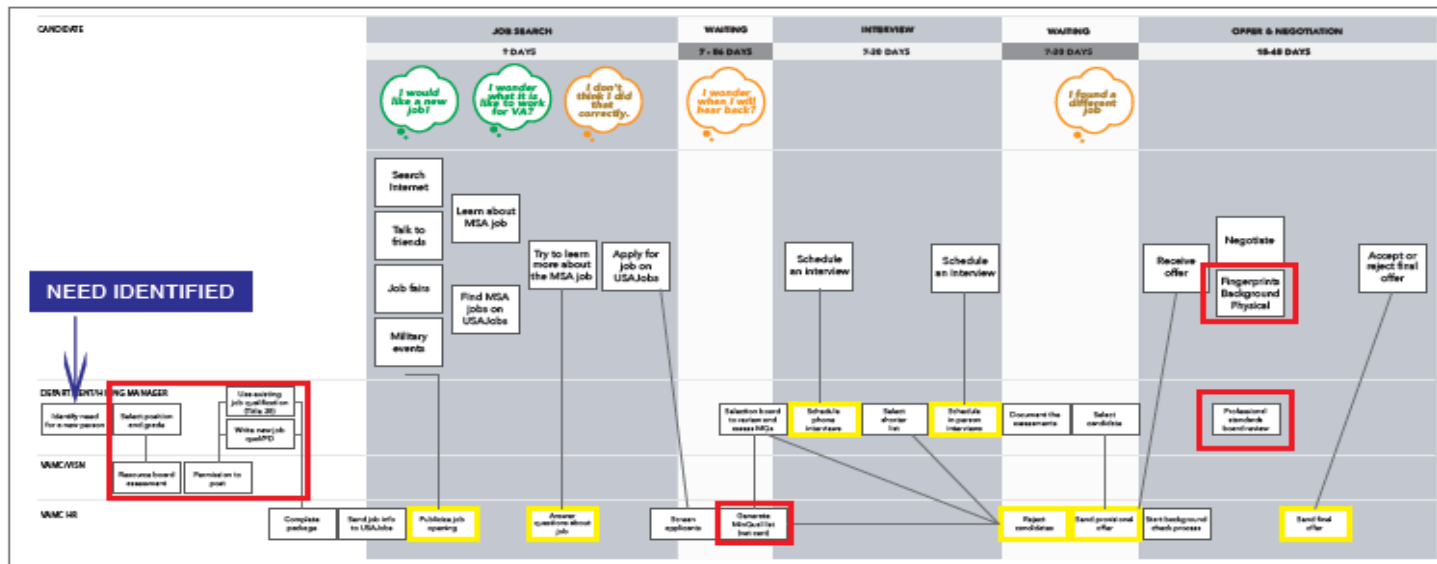 CANDIDATE
JOB SEARCH
WAITING
INTERVIEW
WAITING
OFFER & NEGOTIATION
? DAYS
7 - 86 DAYS
7-20 DAYS
7-20 DAYS
15-45 DAYS
I would
like a new
job!
I wonder
what it is
like to work
for VA?
I don't
think I did
that
correctly.
I wonder
when I will
hear back?
I found a
different
job
Search
Internet
Talk to
friends
Job fairs
Military
events
Learn about
MSA job
Find MSA
jobs on
USAJobs
Try to learn
more about
the MSA job
Apply for
job on
USAJobs
Schedule
an interview
Schedule
an interview
Receive
offer
Negotiate
Fingerprints
Background
Physical
Accept or
reject final
offer
NEED IDENTIFIED
DEPARTMENT/HIRING MANAGER
Identify need
for a new person
Select position
and grade
Use existing
job qualification
(Title 38)
Write new job
qual/PD
Selection board
to review and
assess MQs
Schedule
phone
interviews
Select
shorter
list
Schedule
in person
interviews
Document the
assessments
Select
candidate
Professional
standards
board review
VAMC/VISN
Resource board
assessment
Permission to
post
VAMC HR
Complete
package
Send job info
to USAJobs
Publicize job
opening
Answer
questions about
job
Screen
applicants
Generate
MinQual list
Reject
candidates
Send provisional
offer
Start background
check process
Send final
offer